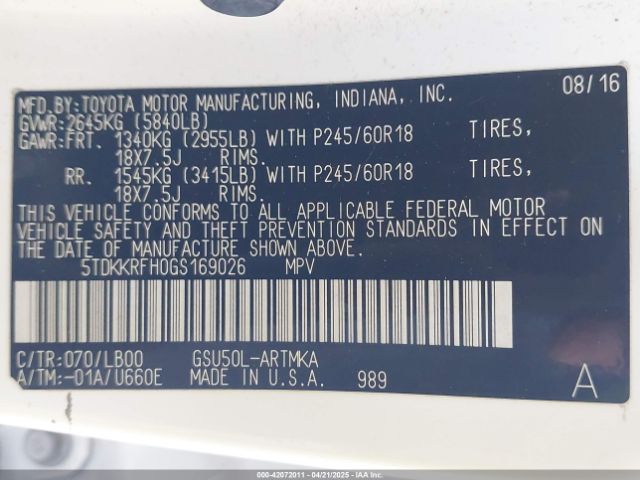 MFD.BY:TOYOTA MOTOR MANUFACTURING, INDIANA, INC. 08/16
GVWR:2645KG (5840LB)
GAWR:FRT. 1340KG (2955LB) WITH P245/60R18 TIRES,
18X7.5J RIMS.
RR. 1545KG (3415LB) WITH P245/60R18 TIRES,
18X7.5J RIMS.
THIS VEHICLE CONFORMS TO ALL APPLICABLE FEDERAL MOTOR
VEHICLE SAFETY AND THEFT PREVENTION STANDARDS IN EFFECT ON
THE DATE OF MANUFACTURE SHOWN ABOVE.
5TDKKRFH0GS169026 MPV
C/TR:070/LB00 GSU50L-ARTMKA
A/TM:-01A/U660E MADE IN U.S.A. 989 A
000-42072011 - 04/21/2025 - IAA Inc.